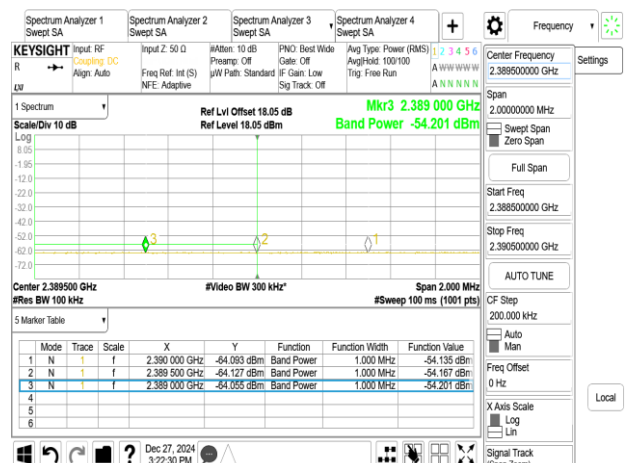 Spectrum Analyzer 1
Swept SA
Spectrum Analyzer 2
Swept SA
Spectrum Analyzer 3
Swept SA
Spectrum Analyzer 4
Swept SA
+
Frequency
KEYSIGHT
R
Input: RF
Coupling: DC
Align: Auto
Input Z: 50 Ω
Freq Ref: Int (S)
NFE: Adaptive
#Atten: 10 dB
Preamp: Off
µW Path: Standard
PNO: Best Wide
Gate: Off
IF Gain: Low
Sig Track: Off
Avg Type: Power (RMS)
Avg|Hold: 100/100
Trig: Free Run
1 2 3 4 5 6
A W W W W W
A N N N N N
1 Spectrum
Scale/Div 10 dB
Log
Ref Lvl Offset 18.05 dB
Ref Level 18.05 dBm
Mkr3 2.389 000 GHz
Band Power -54.201 dBm
8.05
-1.95
-12.0
-22.0
-32.0
-42.0
-52.0
-62.0
-72.0
3
2
1
Center 2.389500 GHz
#Res BW 100 kHz
#Video BW 300 kHz*
Span 2.000 MHz
#Sweep 100 ms (1001 pts)
5 Marker Table
Mode Trace Scale X Y Function Function Width Function Value
1 N 1 f 2.390 000 GHz -64.093 dBm Band Power 1.000 MHz -54.135 dBm
2 N 1 f 2.389 500 GHz -64.127 dBm Band Power 1.000 MHz -54.167 dBm
3 N 1 f 2.389 000 GHz -64.055 dBm Band Power 1.000 MHz -54.201 dBm
4
5
6
?
Dec 27, 2024
3:22:30 PM
Center Frequency
2.389500000 GHz
Settings
Span
2.00000000 MHz
Swept Span
Zero Span
Full Span
Start Freq
2.388500000 GHz
Stop Freq
2.390500000 GHz
AUTO TUNE
CF Step
200.000 kHz
Auto
Man
Freq Offset
0 Hz
Local
X Axis Scale
Log
Lin
Signal Track
(Span Zoom)